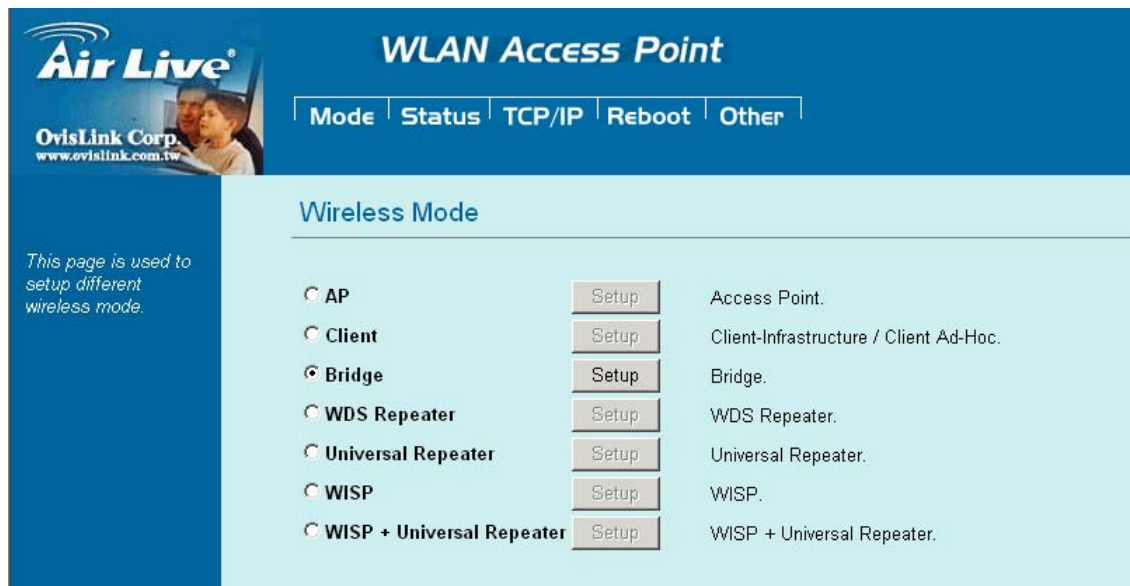 Air Live®
OvisLink Corp.
www.ovislink.com.tw
WLAN Access Point
Mode Status TCP/IP Reboot Other
This page is used to
setup different
wireless mode.
Wireless Mode
AP Setup Access Point.
Client Setup Client-Infrastructure / Client Ad-Hoc.
Bridge Setup Bridge.
WDS Repeater Setup WDS Repeater.
Universal Repeater Setup Universal Repeater.
WISP Setup WISP.
WISP + Universal Repeater Setup WISP + Universal Repeater.